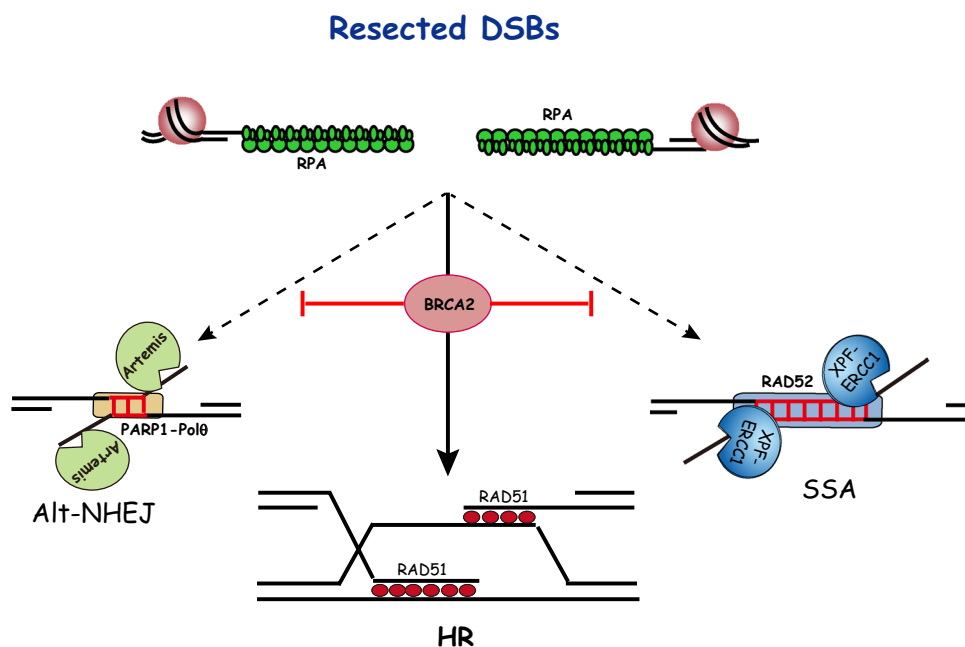 Resected DSBs
RPA
RPA
BRCA2
Artemis
PARP1-Polθ
Artemis
Alt-NHEJ
XPF-
ERCC1
RAD52
XPF-
ERCC1
SSA
RAD51
RAD51
HR